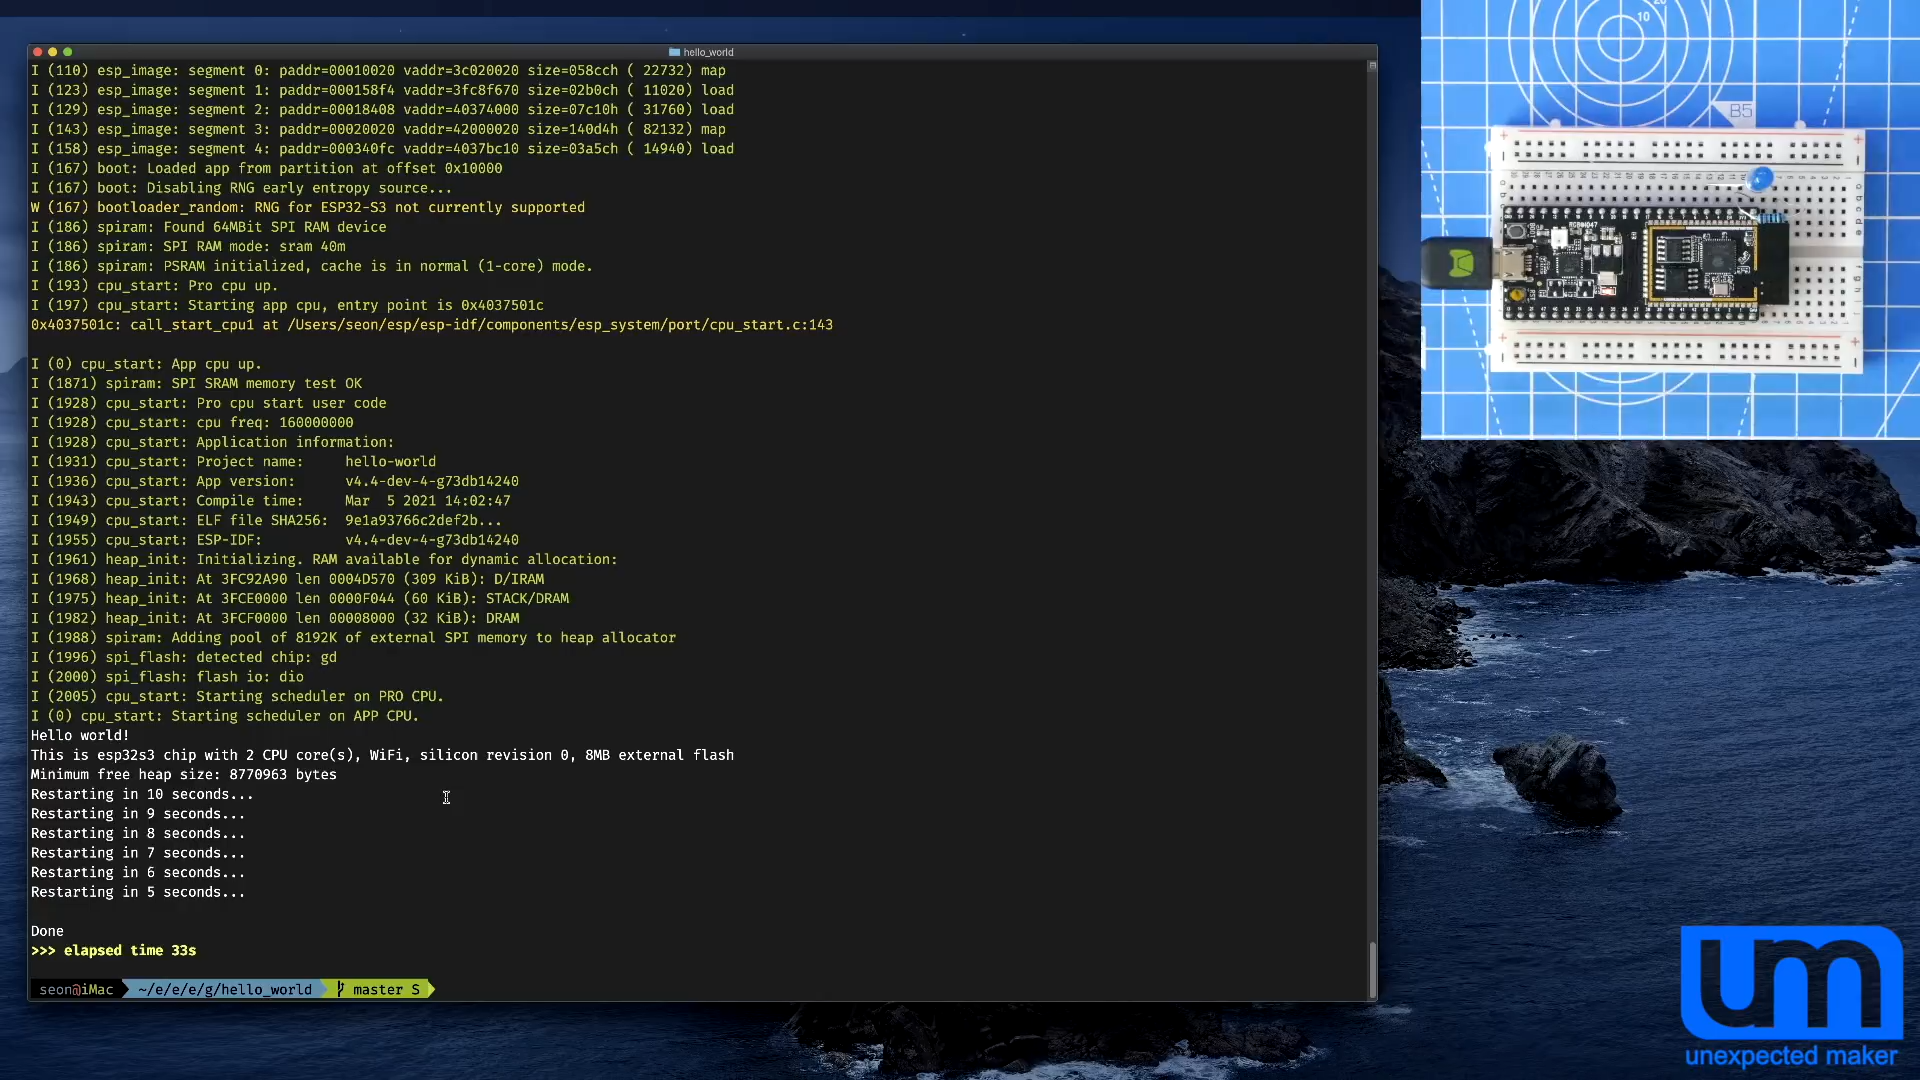 hello_world
I (110) esp_image: segment 0: paddr=00010020 vaddr=3c020020 size=058cch ( 22732) map
I (123) esp_image: segment 1: paddr=000158f4 vaddr=3fc8f670 size=02b0ch ( 11020) load
I (129) esp_image: segment 2: paddr=00018408 vaddr=40374000 size=07c10h ( 31760) load
I (143) esp_image: segment 3: paddr=00020020 vaddr=42000020 size=140d4h ( 82132) map
I (158) esp_image: segment 4: paddr=000340fc vaddr=4037bc10 size=03a5ch ( 14940) load
I (167) boot: Loaded app from partition at offset 0x10000
I (167) boot: Disabling RNG early entropy source...
W (167) bootloader_random: RNG for ESP32-S3 not currently supported
I (186) spiram: Found 64MBit SPI RAM device
I (186) spiram: SPI RAM mode: sram 40m
I (186) spiram: PSRAM initialized, cache is in normal (1-core) mode.
I (193) cpu_start: Pro cpu up.
I (197) cpu_start: Starting app cpu, entry point is 0x4037501c
0x4037501c: call_start_cpu1 at /Users/seon/esp/esp-idf/components/esp_system/port/cpu_start.c:143
I (0) cpu_start: App cpu up.
I (1871) spiram: SPI SRAM memory test OK
I (1928) cpu_start: Pro cpu start user code
I (1928) cpu_start: cpu freq: 160000000
I (1928) cpu_start: Application information:
I (1931) cpu_start: Project name:     hello-world
I (1936) cpu_start: App version:      v4.4-dev-4-g73db14240
I (1943) cpu_start: Compile time:     Mar  5 2021 14:02:47
I (1949) cpu_start: ELF file SHA256:  9e1a93766c2def2b...
I (1955) cpu_start: ESP-IDF:          v4.4-dev-4-g73db14240
I (1961) heap_init: Initializing. RAM available for dynamic allocation:
I (1968) heap_init: At 3FC92A90 len 0004D570 (309 KiB): D/IRAM
I (1975) heap_init: At 3FCE0000 len 0000F044 (60 KiB): STACK/DRAM
I (1982) heap_init: At 3FCF0000 len 00008000 (32 KiB): DRAM
I (1988) spiram: Adding pool of 8192K of external SPI memory to heap allocator
I (1996) spi_flash: detected chip: gd
I (2000) spi_flash: flash io: dio
I (2005) cpu_start: Starting scheduler on PRO CPU.
I (0) cpu_start: Starting scheduler on APP CPU.
Hello world!
This is esp32s3 chip with 2 CPU core(s), WiFi, silicon revision 0, 8MB external flash
Minimum free heap size: 8770963 bytes
Restarting in 10 seconds...
Restarting in 9 seconds...
Restarting in 8 seconds...
Restarting in 7 seconds...
Restarting in 6 seconds...
Restarting in 5 seconds...
Done
>>> elapsed time 33s
seon@iMac ~/e/e/e/g/hello_world master S
10
B5
um
unexpected maker